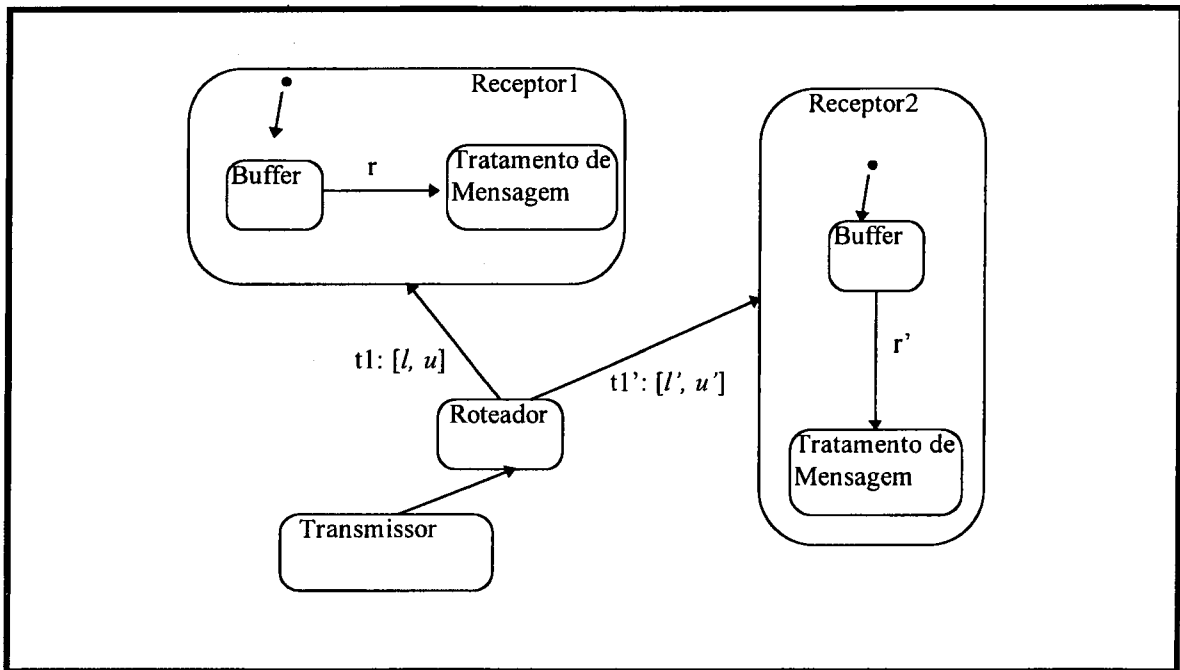 Receptor1
Buffer
r
Tratamento de
Mensagem
Receptor2
Buffer
r’
Tratamento de
Mensagem
t1: [l, u]
t1’: [l’, u’]
Roteador
Transmissor